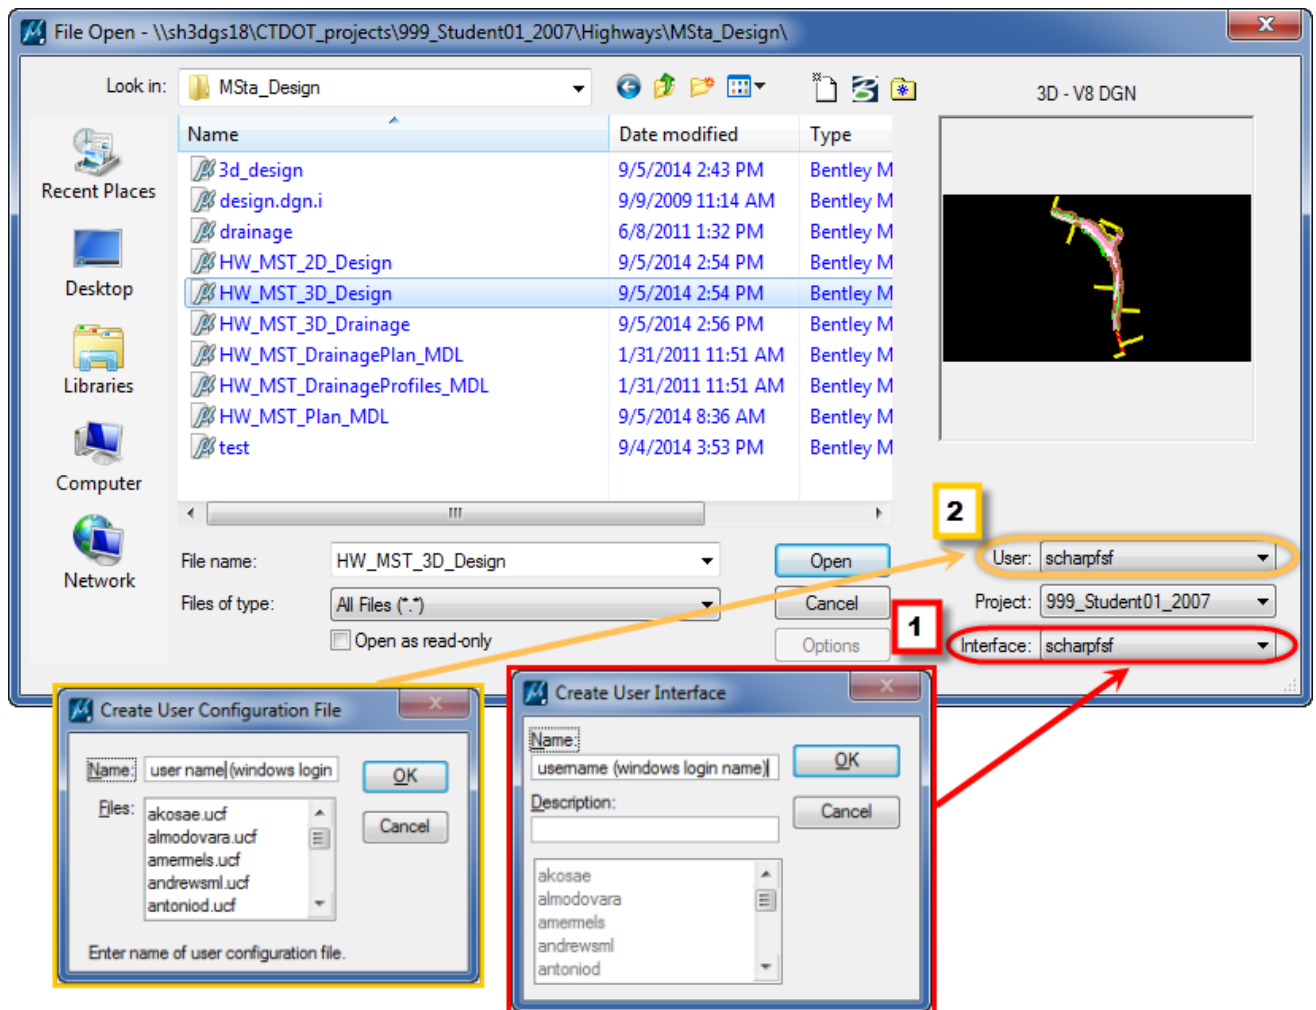 File Open - \\sh3dgs18\CTDOT_projects\999_Student01_2007\Highways\MSta_Design\
Look in: MSta_Design
3D - V8 DGN
Name Date modified Type
3d_design 9/5/2014 2:43 PM Bentley M
design.dgn.i 9/9/2009 11:14 AM Bentley M
drainage 6/8/2011 1:32 PM Bentley M
HW_MST_2D_Design 9/5/2014 2:54 PM Bentley M
HW_MST_3D_Design 9/5/2014 2:54 PM Bentley M
HW_MST_3D_Drainage 9/5/2014 2:56 PM Bentley M
HW_MST_DrainagePlan_MDL 1/31/2011 11:51 AM Bentley M
HW_MST_DrainageProfiles_MDL 1/31/2011 11:51 AM Bentley M
HW_MST_Plan_MDL 9/5/2014 8:36 AM Bentley M
test 9/4/2014 3:53 PM Bentley M
Recent Places
Desktop
Libraries
Computer
Network
File name: HW_MST_3D_Design Open
Files of type: All Files (*.*) Cancel
Open as read-only Options
2
User: scharpfsf
Project: 999_Student01_2007
1
Interface: scharpfsf
Create User Configuration File
Name: user name (windows login OK
Files: akosae.ucf Cancel
almodovara.ucf
amermels.ucf
andrewsml.ucf
antoniod.ucf
Enter name of user configuration file.
Create User Interface
Name:
username (windows login name) OK
Description: Cancel
akosae
almodovara
amermels
andrewsml
antoniod